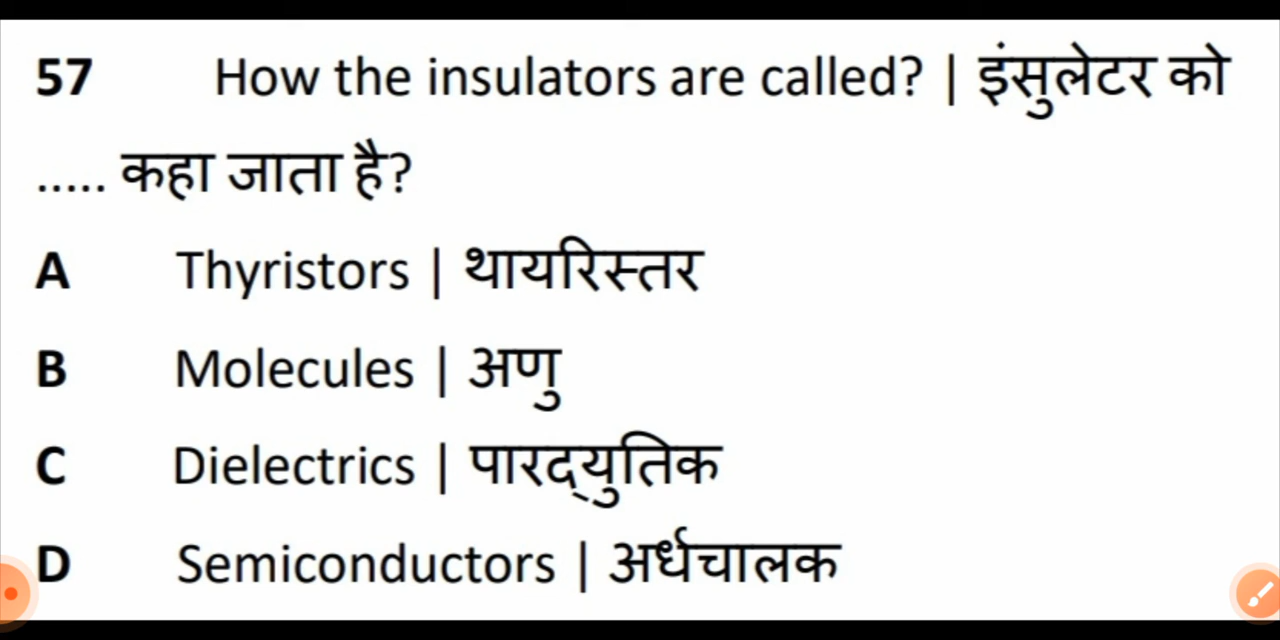 57 How the insulators are called? | इंसुलेटर को
..... कहा जाता है?
A Thyristors | थायरिस्तर
B Molecules | अणु
C Dielectrics | पारद्युतिक
D Semiconductors | अर्धचालक